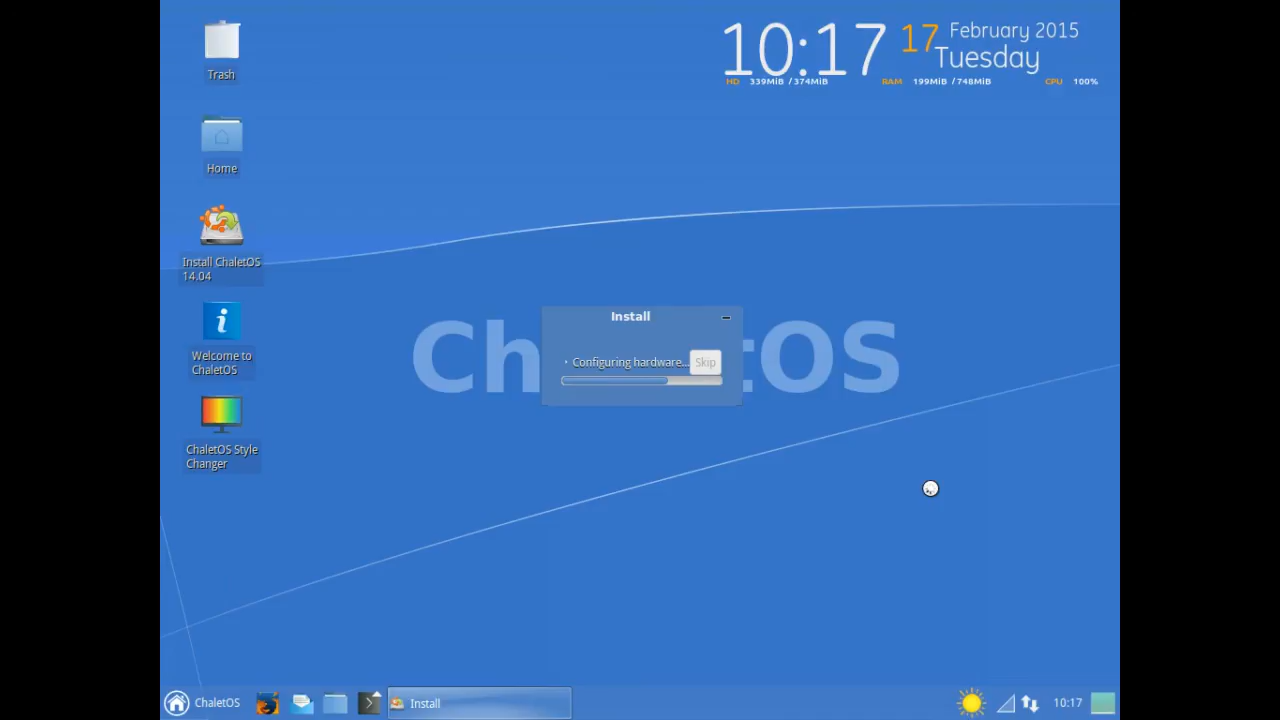 Trash
Home
Install ChaletOS
14.04
Welcome to
ChaletOS
ChaletOS Style
Changer
10:17
17
February 2015
Tuesday
HD 339MiB / 374MiB RAM 199MiB / 748MiB CPU 100%
Ch tOS
Install
Configuring hardware...
Skip
ChaletOS
Install
10:17